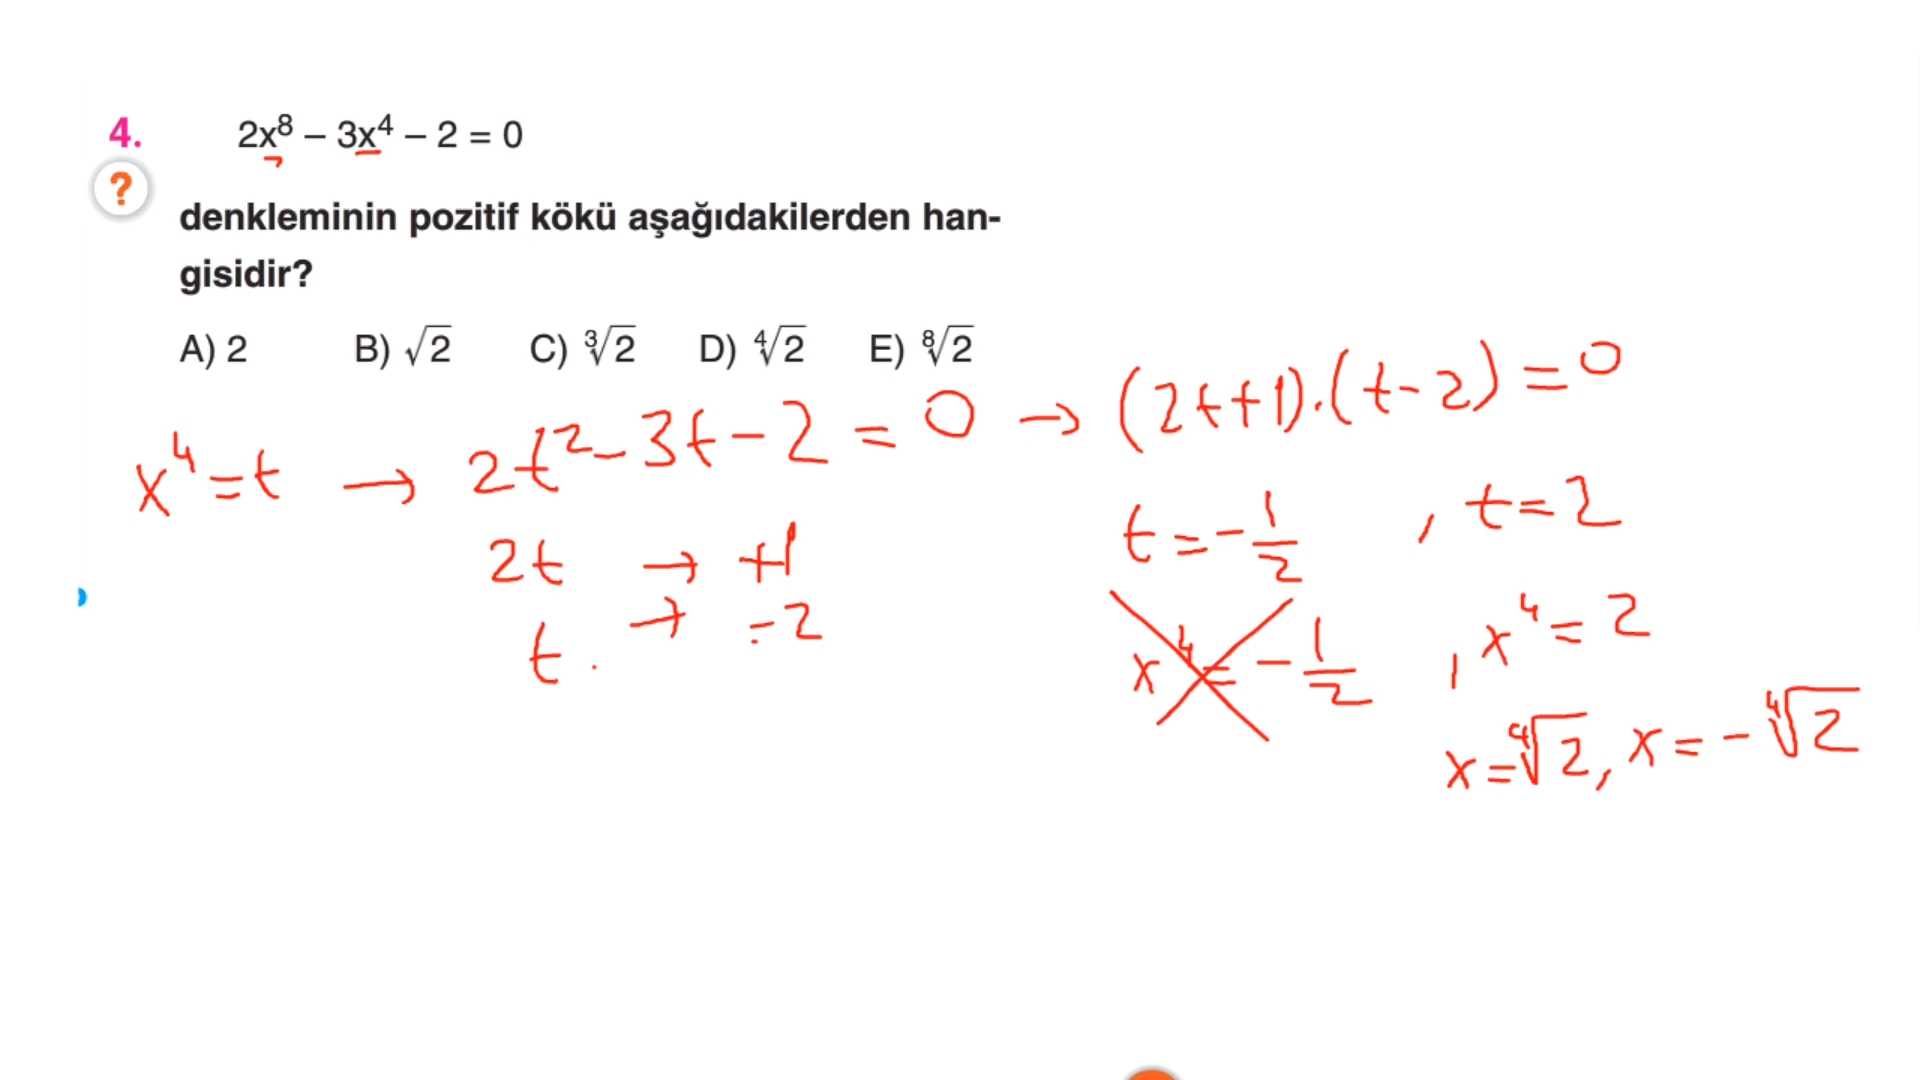 4. 2x⁸ – 3x⁴ – 2 = 0
?
denkleminin pozitif kökü aşağıdakilerden han-
gisidir?
A) 2 B) √2 C) ∛2 D) ∜2 E) ⁸√2
x⁴ = t → 2t² - 3t - 2 = 0 → (2t+1).(t-2) = 0
2t → +1
t → -2
t = -1/2 , t = 2
x⁴ = -1/2 , x⁴ = 2
x = ∜2, x = -∜2